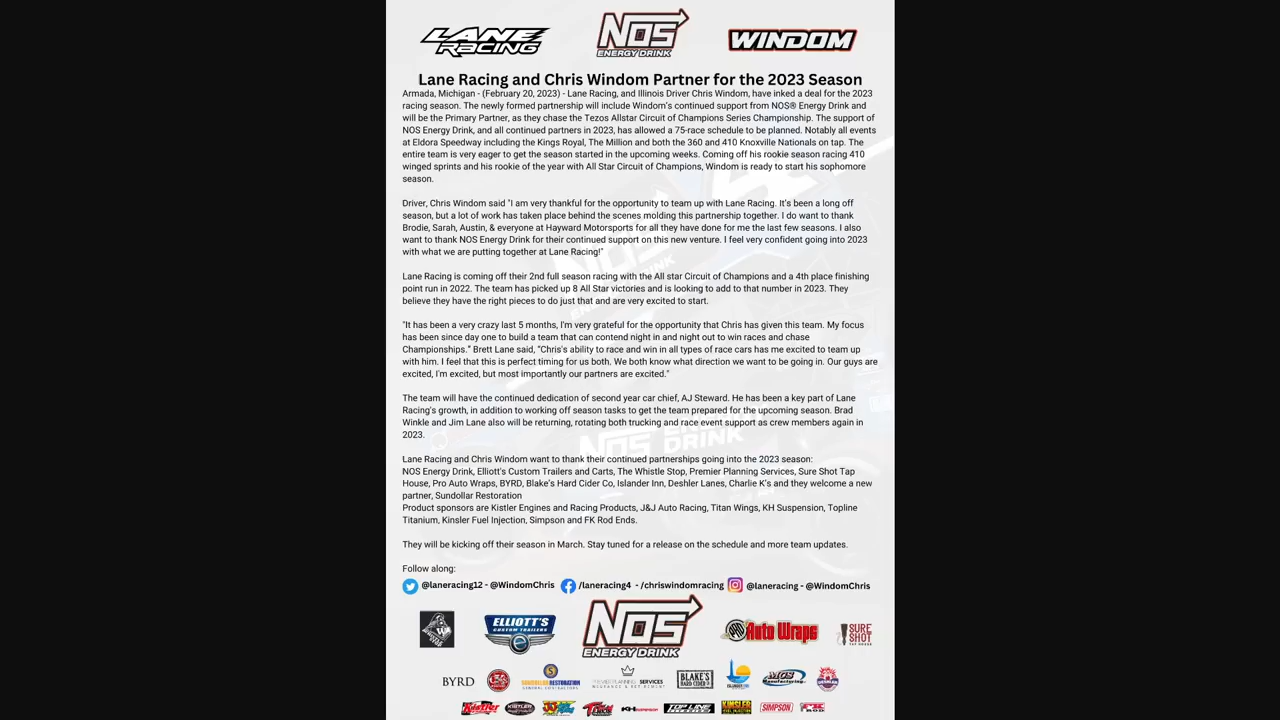 LANE RACING
NOS
ENERGY DRINK
WINDOM
Lane Racing and Chris Windom Partner for the 2023 Season
Armada, Michigan - (February 20, 2023) - Lane Racing, and Illinois Driver Chris Windom, have inked a deal for the 2023
racing season. The newly formed partnership will include Windom's continued support from NOS® Energy Drink and
will be the Primary Partner, as they chase the Tezos Allstar Circuit of Champions Series Championship. The support of
NOS Energy Drink, and all continued partners in 2023, has allowed a 75-race schedule to be planned. Notably all events
at Eldora Speedway including the Kings Royal, The Million and both the 360 and 410 Knoxville Nationals on tap. The
entire team is very eager to get the season started in the upcoming weeks. Coming off his rookie season racing 410
winged sprints and his rookie of the year with All Star Circuit of Champions, Windom is ready to start his sophomore
season.
Driver, Chris Windom said "I am very thankful for the opportunity to team up with Lane Racing. It's been a long off
season, but a lot of work has taken place behind the scenes molding this partnership together. I do want to thank
Brodie, Sarah, Austin, & everyone at Hayward Motorsports for all they have done for me the last few seasons. I also
want to thank NOS Energy Drink for their continued support on this new venture. I feel very confident going into 2023
with what we are putting together at Lane Racing!"
Lane Racing is coming off their 2nd full season racing with the All star Circuit of Champions and a 4th place finishing
point run in 2022. The team has picked up 8 All Star victories and is looking to add to that number in 2023. They
believe they have the right pieces to do just that and are very excited to start.
"It has been a very crazy last 5 months, I'm very grateful for the opportunity that Chris has given this team. My focus
has been since day one to build a team that can contend night in and night out to win races and chase
Championships." Brett Lane said, "Chris's ability to race and win in all types of race cars has me excited to team up
with him. I feel that this is perfect timing for us both. We both know what direction we want to be going in. Our guys are
excited, I'm excited, but most importantly our partners are excited."
The team will have the continued dedication of second year car chief, AJ Steward. He has been a key part of Lane
Racing's growth, in addition to working off season tasks to get the team prepared for the upcoming season. Brad
Winkle and Jim Lane also will be returning, rotating both trucking and race event support as crew members again in
2023.
Lane Racing and Chris Windom want to thank their continued partnerships going into the 2023 season:
NOS Energy Drink, Elliott's Custom Trailers and Carts, The Whistle Stop, Premier Planning Services, Sure Shot Tap
House, Pro Auto Wraps, BYRD, Blake's Hard Cider Co, Islander Inn, Deshler Lanes, Charlie K's and they welcome a new
partner, Sundollar Restoration
Product sponsors are Kistler Engines and Racing Products, J&J Auto Racing, Titan Wings, KH Suspension, Topline
Titanium, Kinsler Fuel Injection, Simpson and FK Rod Ends.
They will be kicking off their season in March. Stay tuned for a release on the schedule and more team updates.
Follow along:
@laneracing12 - @WindomChris /laneracing4 - /chriswindomracing @laneracing - @WindomChris
ELLIOTT'S
CUSTOM TRAILERS
NOS
ENERGY DRINK
Auto Wraps
SURE
SHOT
TAP HOUSE
BYRD
SUNDOLLAR RESTORATION
GENERAL CONTRACTORS
PREMIER PLANNING SERVICES
BLAKE'S
HARD CIDER
MCS
Manufacturing
KISTLER
TOP LINE
KINSLER
SIMPSON
FK ROD